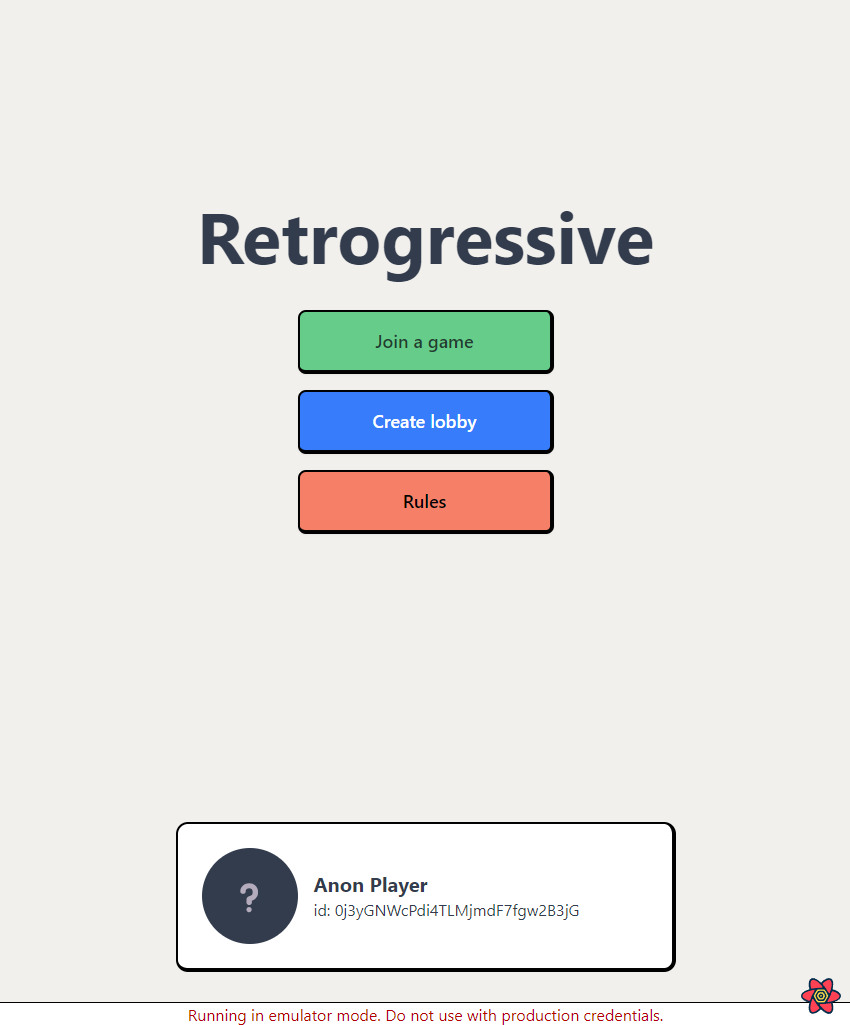 Retrogressive
Join a game
Create lobby
Rules
?
Anon Player
id: 0j3yGNWcPdi4TLMjmdF7fgw2B3jG
Running in emulator mode. Do not use with production credentials.